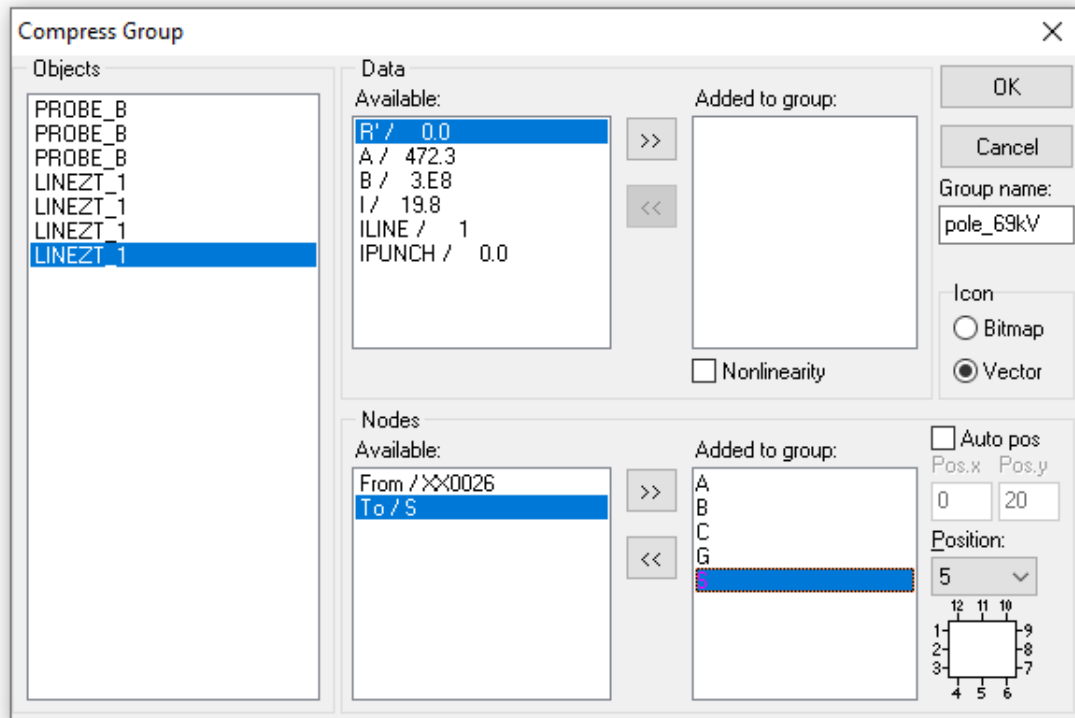 Compress Group
Objects
PROBE_B
PROBE_B
PROBE_B
LINEZT_1
LINEZT_1
LINEZT_1
LINEZT_1
Data
Available:
R' / 0.0
A / 472.3
B / 3.E8
I / 19.8
ILINE / 1
IPUNCH / 0.0
>>
<<
Added to group:
Nonlinearity
OK
Cancel
Group name:
pole_69kV
Icon
Bitmap
Vector
Nodes
Available:
From / XX0026
To / S
>>
<<
Added to group:
A
B
C
G
S
Auto pos
Pos.x Pos.y
0 20
Position:
5
12 11 10
1 9
2 8
3 7
4 5 6